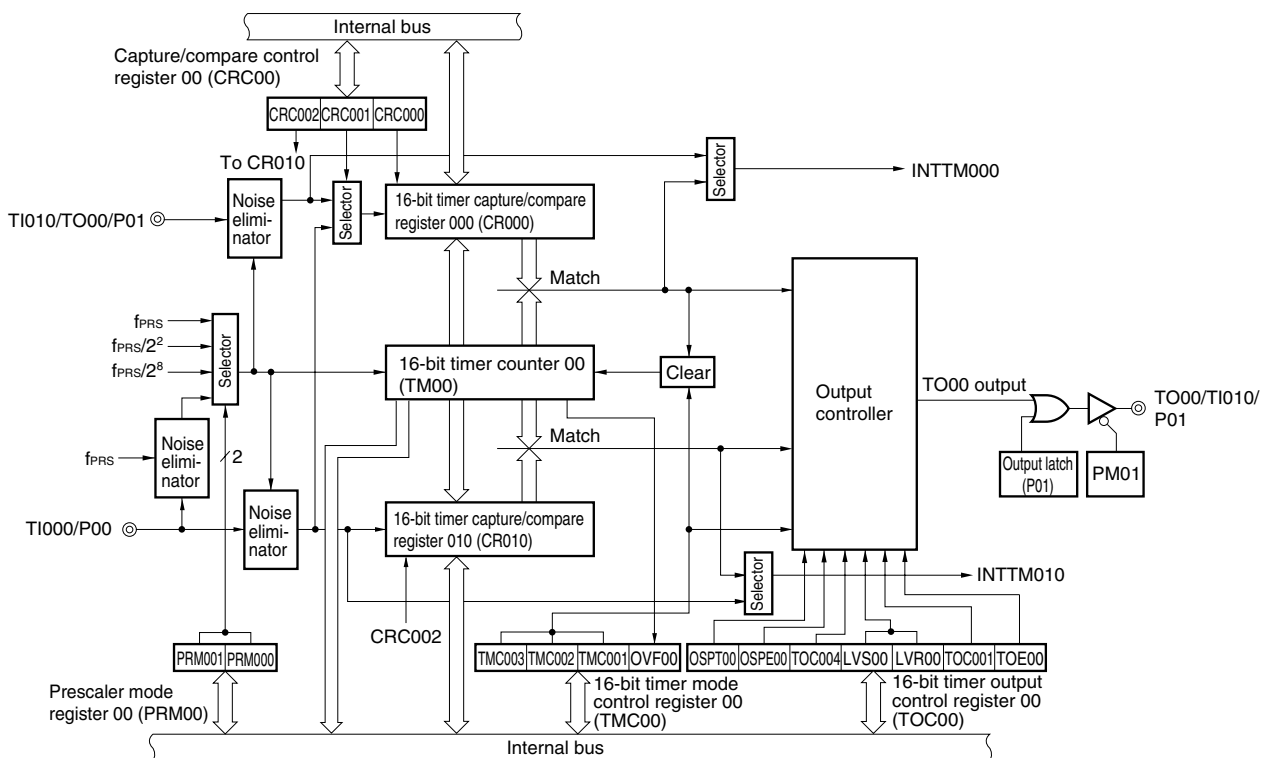 Internal bus
Capture/compare control
register 00 (CRC00)
CRC002 CRC001 CRC000
To CR010
Selector
INTTM000
Noise
elimi-
nator
Selector
16-bit timer capture/compare
register 000 (CR000)
TI010/TO00/P01
Match
fPRS
fPRS/2²
fPRS/2⁸
Selector
16-bit timer counter 00
(TM00)
Clear
Output
controller
TO00 output
TO00/TI010/
P01
Match
fPRS
Noise
elimi-
nator
2
Output latch
(P01)
PM01
TI000/P00
Noise
elimi-
nator
16-bit timer capture/compare
register 010 (CR010)
Selector
INTTM010
CRC002
PRM001 PRM000
TMC003 TMC002 TMC001 OVF00
OSPT00 OSPE00 TOC004 LVS00 LVR00 TOC001 TOE00
Prescaler mode
register 00 (PRM00)
16-bit timer mode
control register 00
(TMC00)
16-bit timer output
control register 00
(TOC00)
Internal bus